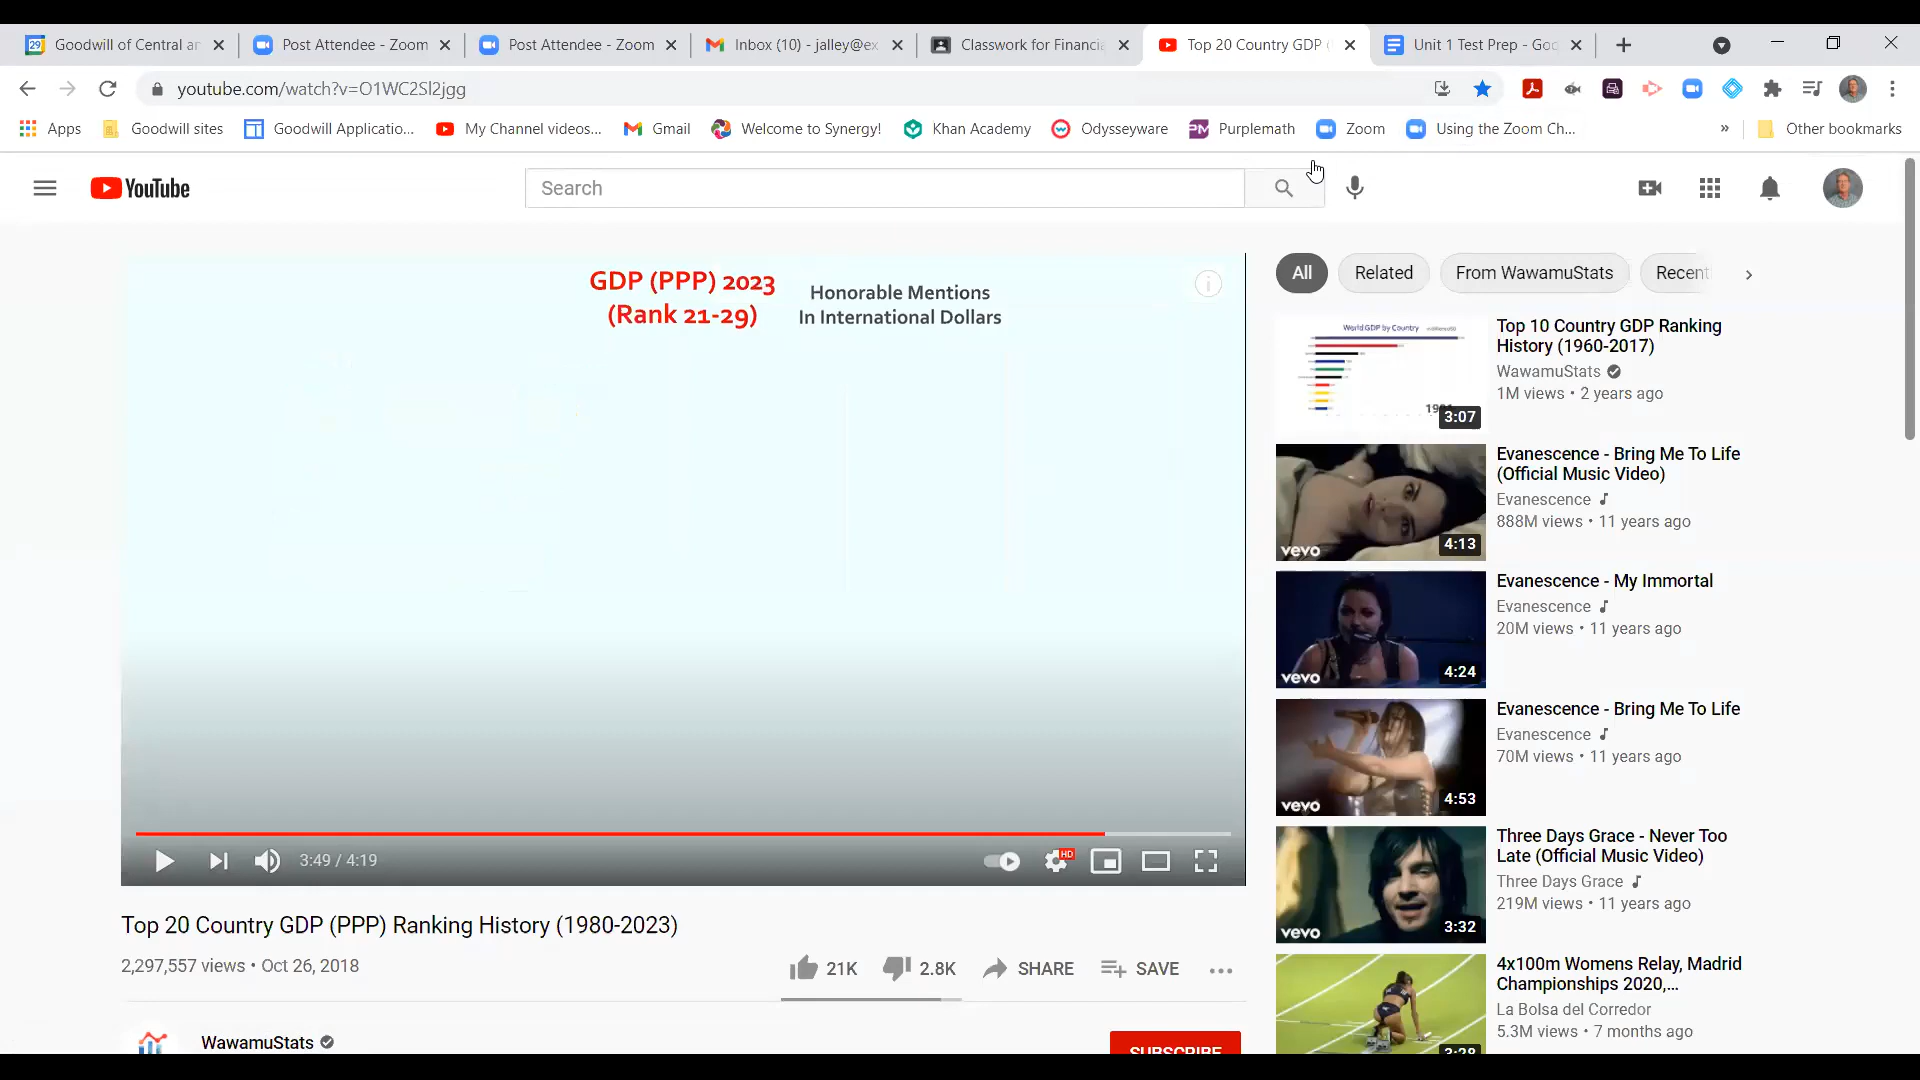 29 Goodwill of Central ar
Post Attendee - Zoom
Post Attendee - Zoom
Inbox (10) - jalley@ex
Classwork for Financia
Top 20 Country GDP (
Unit 1 Test Prep - Goo
youtube.com/watch?v=O1WC2Sl2jgg
Apps
Goodwill sites
Goodwill Applicatio...
My Channel videos...
Gmail
Welcome to Synergy!
Khan Academy
Odysseyware
PM Purplemath
Zoom
Using the Zoom Ch...
»
Other bookmarks
YouTube
Search
GDP (PPP) 2023
(Rank 21-29)
Honorable Mentions
In International Dollars
3:49 / 4:19
HD
Top 20 Country GDP (PPP) Ranking History (1980-2023)
2,297,557 views • Oct 26, 2018
21K
2.8K
SHARE
SAVE
WawamuStats
SUBSCRIBE
All
Related
From WawamuStats
Recent
World GDP by Country
3:07
Top 10 Country GDP Ranking
History (1960-2017)
WawamuStats
1M views • 2 years ago
vevo
4:13
Evanescence - Bring Me To Life
(Official Music Video)
Evanescence
888M views • 11 years ago
vevo
4:24
Evanescence - My Immortal
Evanescence
20M views • 11 years ago
vevo
4:53
Evanescence - Bring Me To Life
Evanescence
70M views • 11 years ago
vevo
3:32
Three Days Grace - Never Too
Late (Official Music Video)
Three Days Grace
219M views • 11 years ago
3:28
4x100m Womens Relay, Madrid
Championships 2020,...
La Bolsa del Corredor
5.3M views • 7 months ago